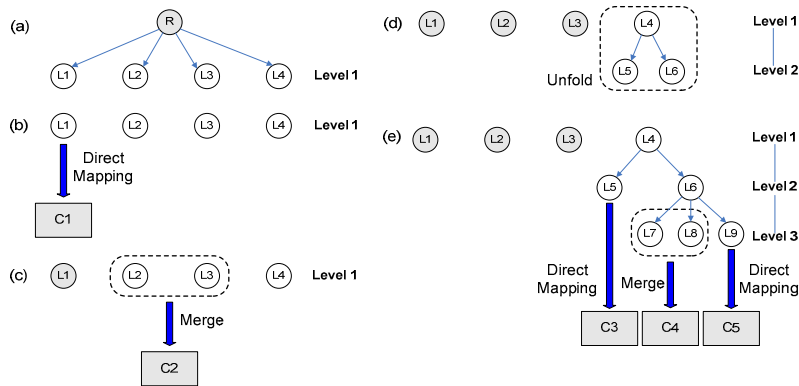 (a)
R
L1 L2 L3 L4 Level 1
(b)
L1 L2 L3 L4 Level 1
Direct
Mapping
C1
(c)
L1 L2 L3 L4 Level 1
Merge
C2
(d)
L1 L2 L3 L4 Level 1
L5 L6 Level 2
Unfold
(e)
L1 L2 L3 L4 Level 1
L5 L6 Level 2
L7 L8 L9 Level 3
Direct
Mapping
Merge
Direct
Mapping
C3 C4 C5